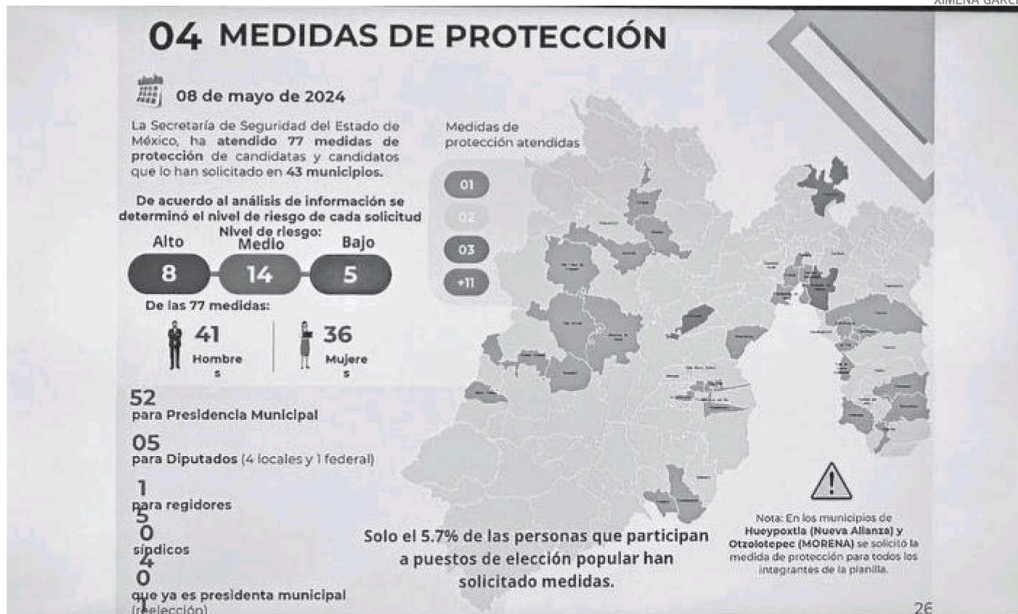 XIMENA GARCÍ
04 MEDIDAS DE PROTECCIÓN
08 de mayo de 2024
La Secretaría de Seguridad del Estado de
México, ha atendido 77 medidas de
protección de candidatas y candidatos
que lo han solicitado en 43 municipios.
De acuerdo al análisis de información se
determinó el nivel de riesgo de cada solicitud
Nivel de riesgo:
Alto Medio Bajo
8 14 5
De las 77 medidas:
41
Hombre
s
36
Mujere
s
52
para Presidencia Municipal
05
para Diputados (4 locales y 1 federal)
1
5
para regidores
0
4
síndicos
0
1
que ya es presidenta municipal
(reelección)
Medidas de
protección atendidas
01
02
03
+11
Solo el 5.7% de las personas que participan
a puestos de elección popular han
solicitado medidas.
Nota: En los municipios de
Hueypoxtla (Nueva Alianza) y
Otzolotepec (MORENA) se solicitó la
medida de protección para todos los
integrantes de la planilla.
26